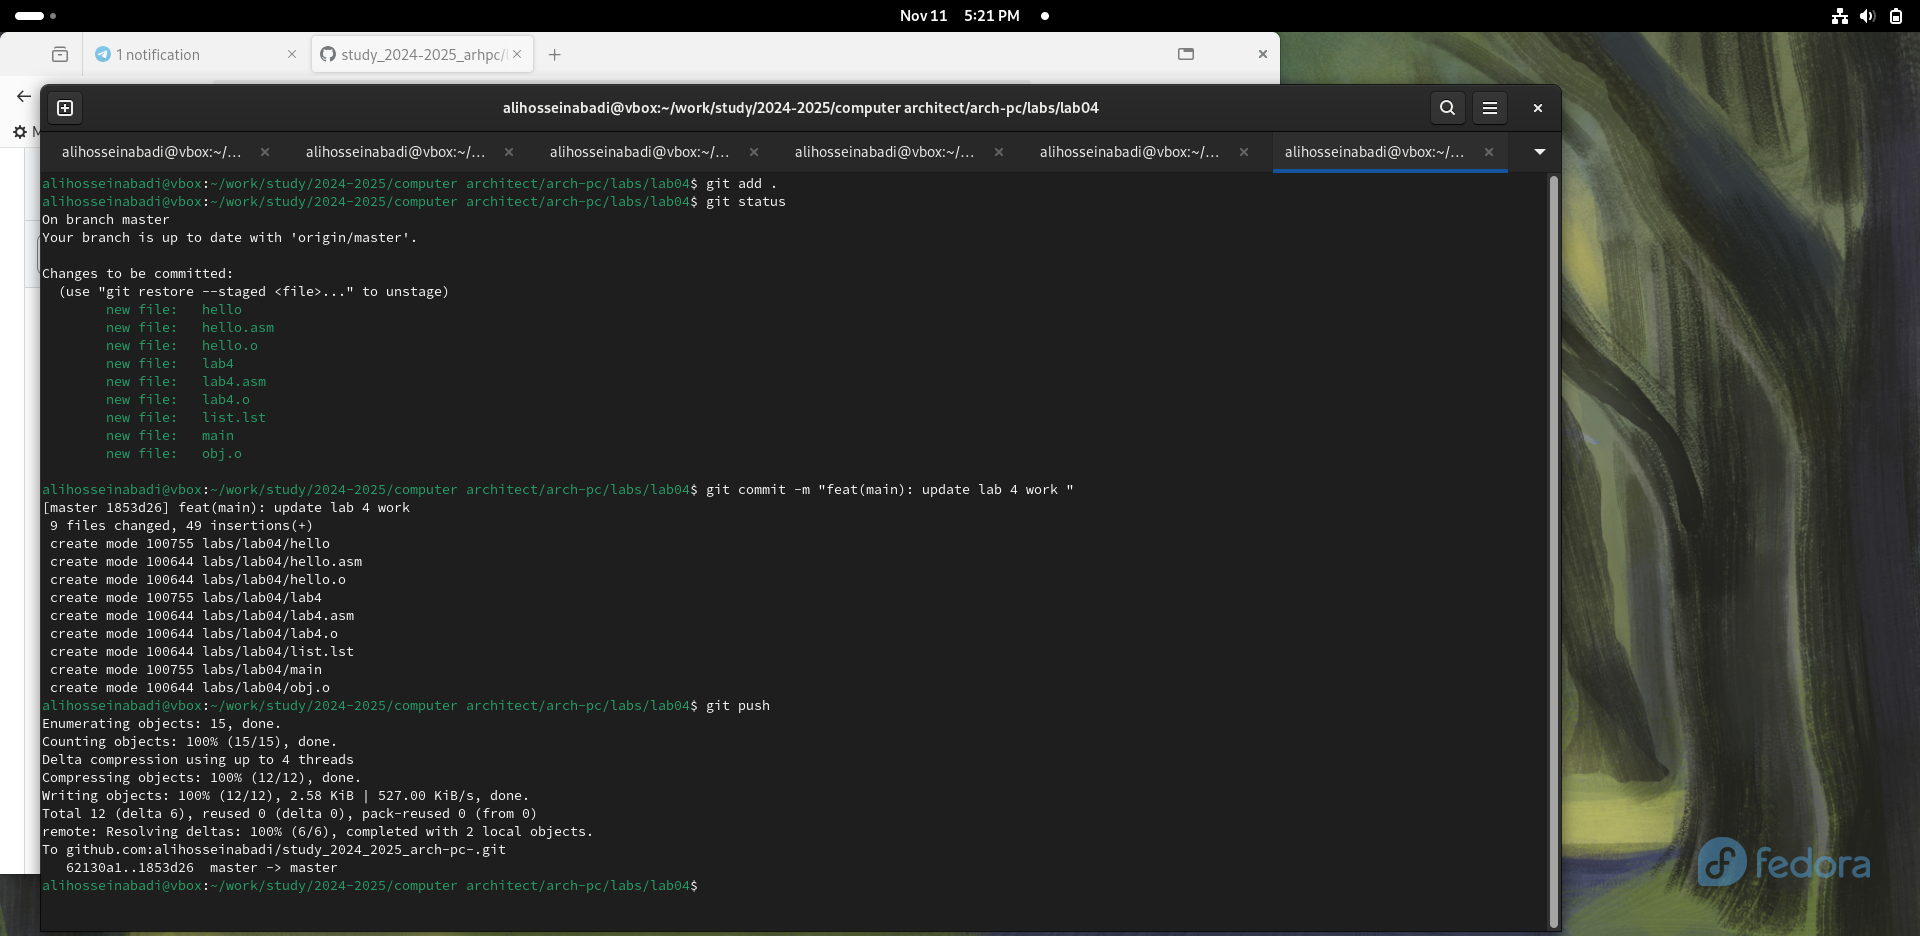 Nov 11 5:21 PM
1 notification
study_2024-2025_arhpc/l
M
alihosseinabadi@vbox:~/work/study/2024-2025/computer architect/arch-pc/labs/lab04
alihosseinabadi@vbox:~/... alihosseinabadi@vbox:~/... alihosseinabadi@vbox:~/... alihosseinabadi@vbox:~/... alihosseinabadi@vbox:~/... alihosseinabadi@vbox:~/...
alihosseinabadi@vbox:~/work/study/2024-2025/computer architect/arch-pc/labs/lab04$ git add .
alihosseinabadi@vbox:~/work/study/2024-2025/computer architect/arch-pc/labs/lab04$ git status
On branch master
Your branch is up to date with 'origin/master'.
Changes to be committed:
(use "git restore --staged <file>..." to unstage)
new file: hello
new file: hello.asm
new file: hello.o
new file: lab4
new file: lab4.asm
new file: lab4.o
new file: list.lst
new file: main
new file: obj.o
alihosseinabadi@vbox:~/work/study/2024-2025/computer architect/arch-pc/labs/lab04$ git commit -m "feat(main): update lab 4 work "
[master 1853d26] feat(main): update lab 4 work
9 files changed, 49 insertions(+)
create mode 100755 labs/lab04/hello
create mode 100644 labs/lab04/hello.asm
create mode 100644 labs/lab04/hello.o
create mode 100755 labs/lab04/lab4
create mode 100644 labs/lab04/lab4.asm
create mode 100644 labs/lab04/lab4.o
create mode 100644 labs/lab04/list.lst
create mode 100755 labs/lab04/main
create mode 100644 labs/lab04/obj.o
alihosseinabadi@vbox:~/work/study/2024-2025/computer architect/arch-pc/labs/lab04$ git push
Enumerating objects: 15, done.
Counting objects: 100% (15/15), done.
Delta compression using up to 4 threads
Compressing objects: 100% (12/12), done.
Writing objects: 100% (12/12), 2.58 KiB | 527.00 KiB/s, done.
Total 12 (delta 6), reused 0 (delta 0), pack-reused 0 (from 0)
remote: Resolving deltas: 100% (6/6), completed with 2 local objects.
To github.com:alihosseinabadi/study_2024_2025_arch-pc-.git
62130a1..1853d26 master -> master
alihosseinabadi@vbox:~/work/study/2024-2025/computer architect/arch-pc/labs/lab04$
fedora